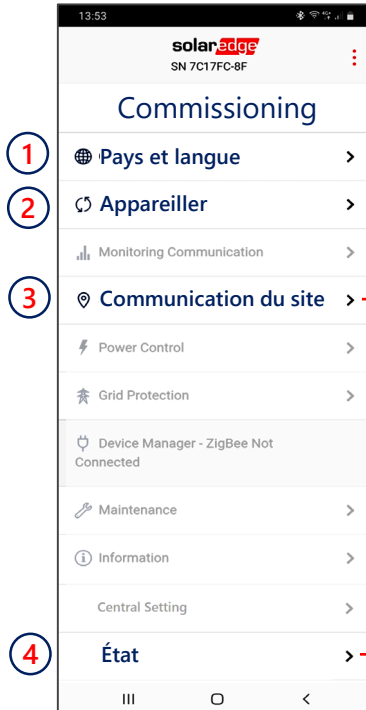 13:53
solaredge
SN 7C17FC-8F
Commissioning
1 Pays et langue
2 Appareiller
Monitoring Communication
3 Communication du site
Power Control
Grid Protection
Device Manager - ZigBee Not
Connected
Maintenance
Information
Central Setting
4 État